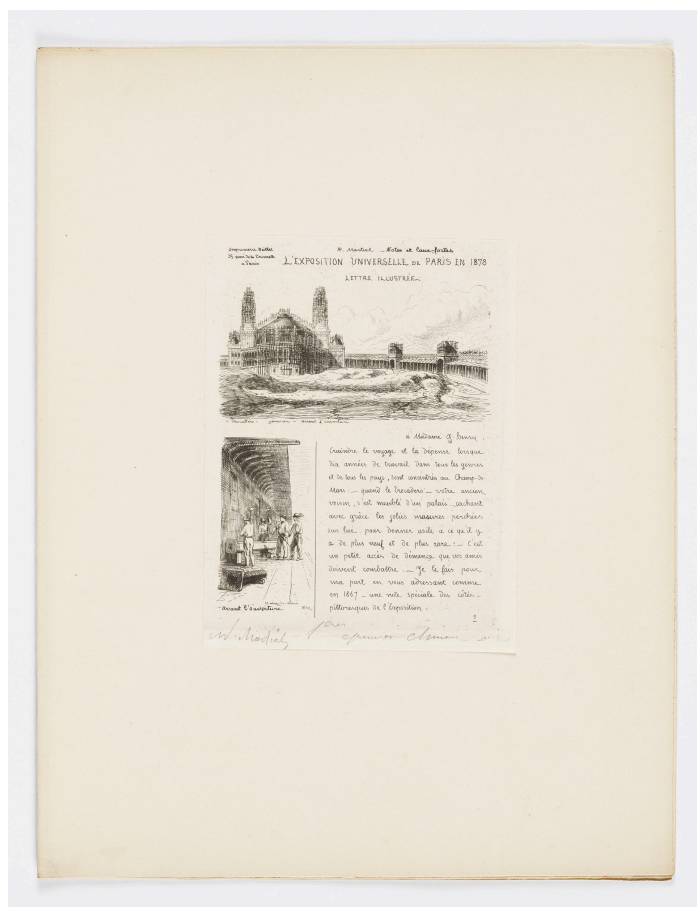 A. Martial _ Notes et Eaux-fortes
L'EXPOSITION UNIVERSELLE DE PARIS EN 1878
LETTRE ILLUSTRÉE
à Madame
Craindre le voyage et la dépense lorsque
dix années de travail dans tous les genres
et de tous les pays, sont concentrés au Champ-de
Mars _ quand le Trocadero _ votre ancien
voisin, s'est meublé d'un palais cachant
avec grâce les jolies masures perchées
sur lui pour donner asile à ce qu'il y
a de plus neuf et de plus rare! _ C'est
un petit accès de démence que vos amis
doivent combattre. _ Je le fais pour
ma part en vous adressant comme
en 1867 _ une note spéciale des côtés_
pittoresques de l'Exposition.
avant l'ouverture
A. Martial